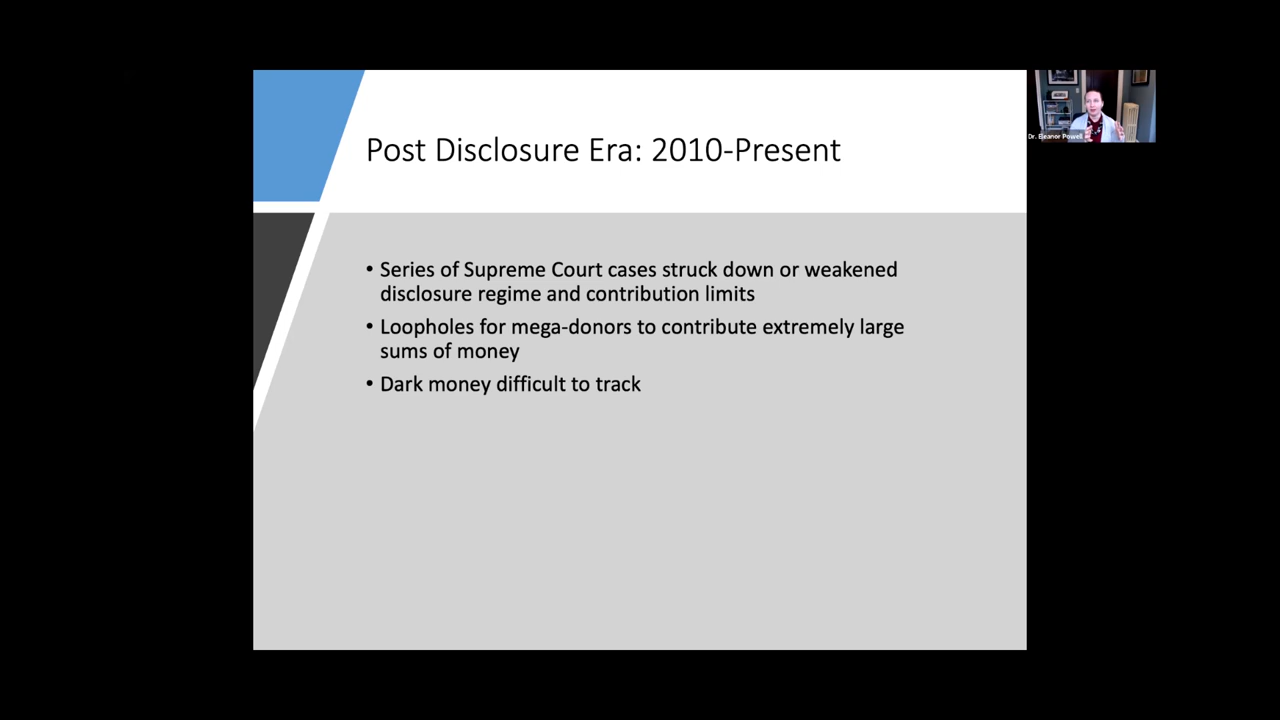 Post Disclosure Era: 2010-Present
Dr. Eleanor Powell
• Series of Supreme Court cases struck down or weakened
disclosure regime and contribution limits
• Loopholes for mega-donors to contribute extremely large
sums of money
• Dark money difficult to track